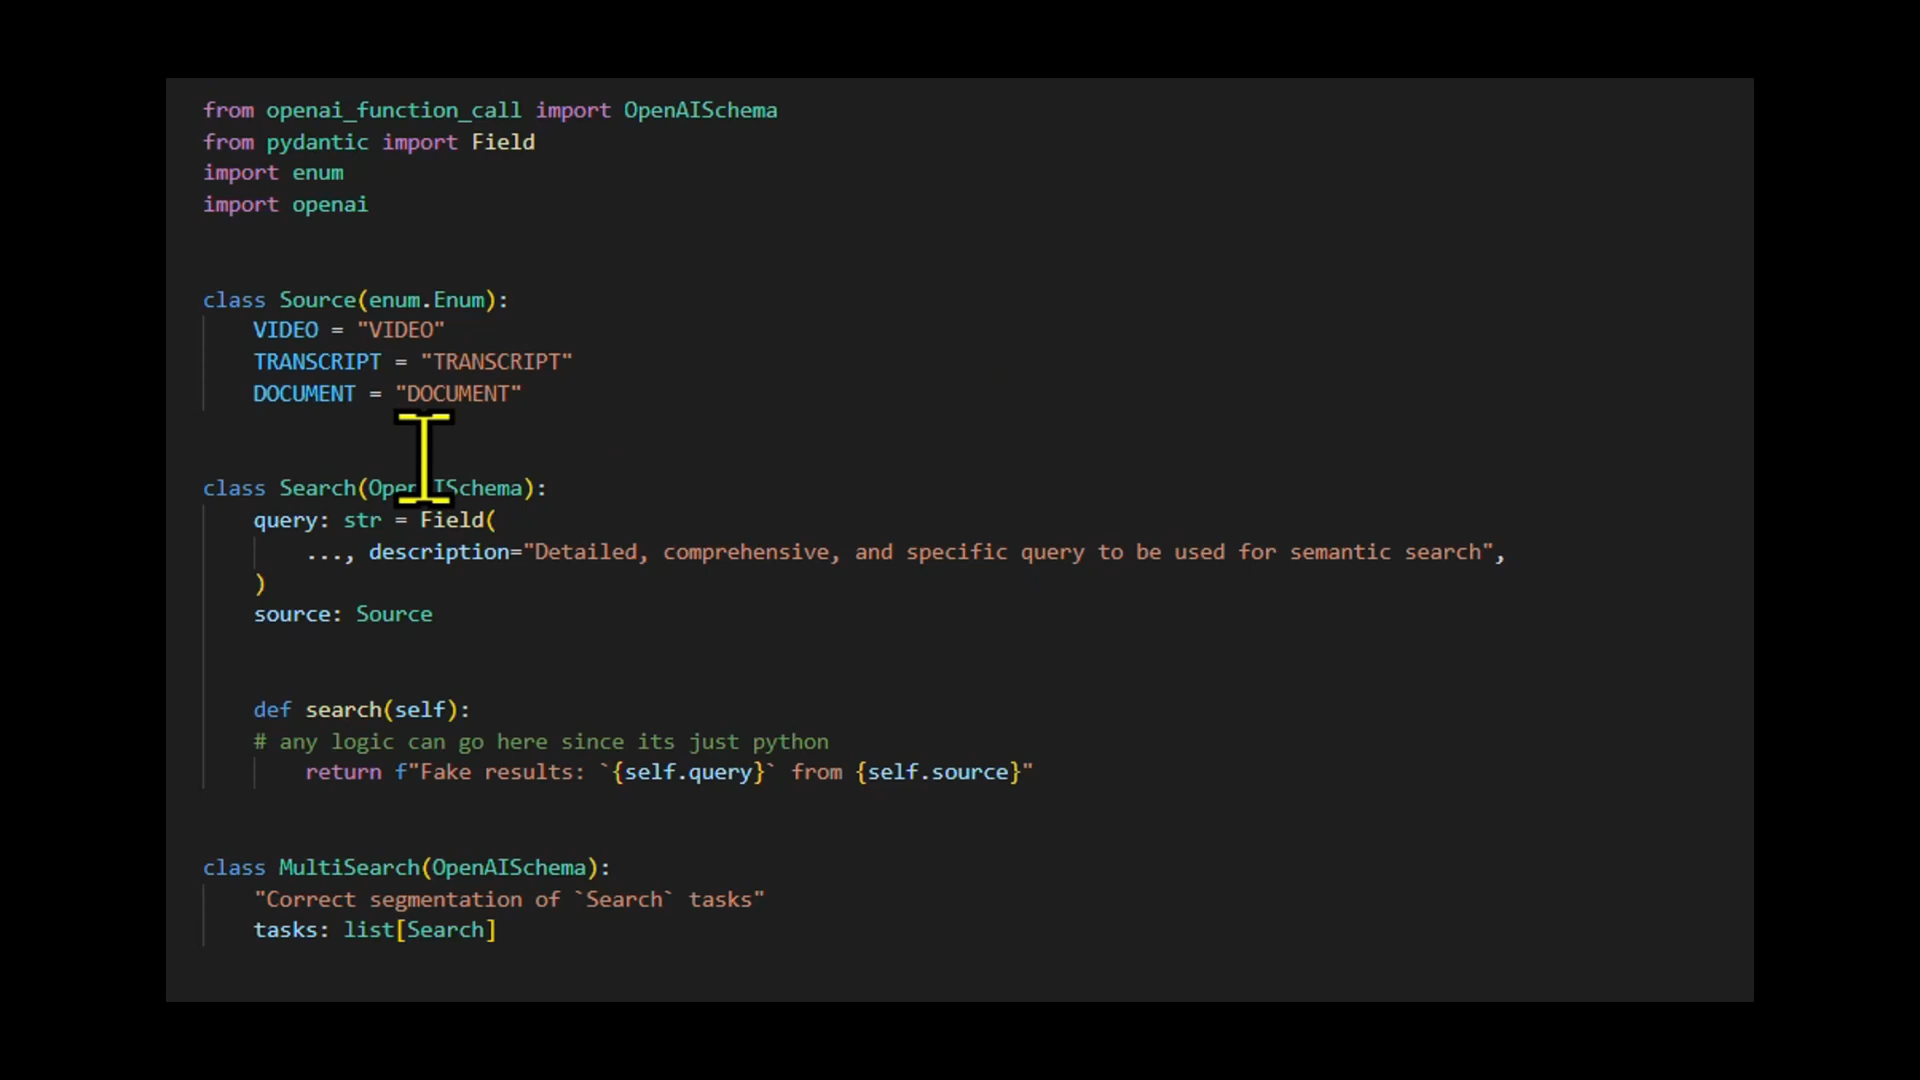 from openai_function_call import OpenAISchema
from pydantic import Field
import enum
import openai
class Source(enum.Enum):
    VIDEO = "VIDEO"
    TRANSCRIPT = "TRANSCRIPT"
    DOCUMENT = "DOCUMENT"
class Search(OpenAISchema):
    query: str = Field(
        ..., description="Detailed, comprehensive, and specific query to be used for semantic search",
    )
    source: Source
    def search(self):
    # any logic can go here since its just python
        return f"Fake results: `{self.query}` from {self.source}"
class MultiSearch(OpenAISchema):
    "Correct segmentation of `Search` tasks"
    tasks: list[Search]